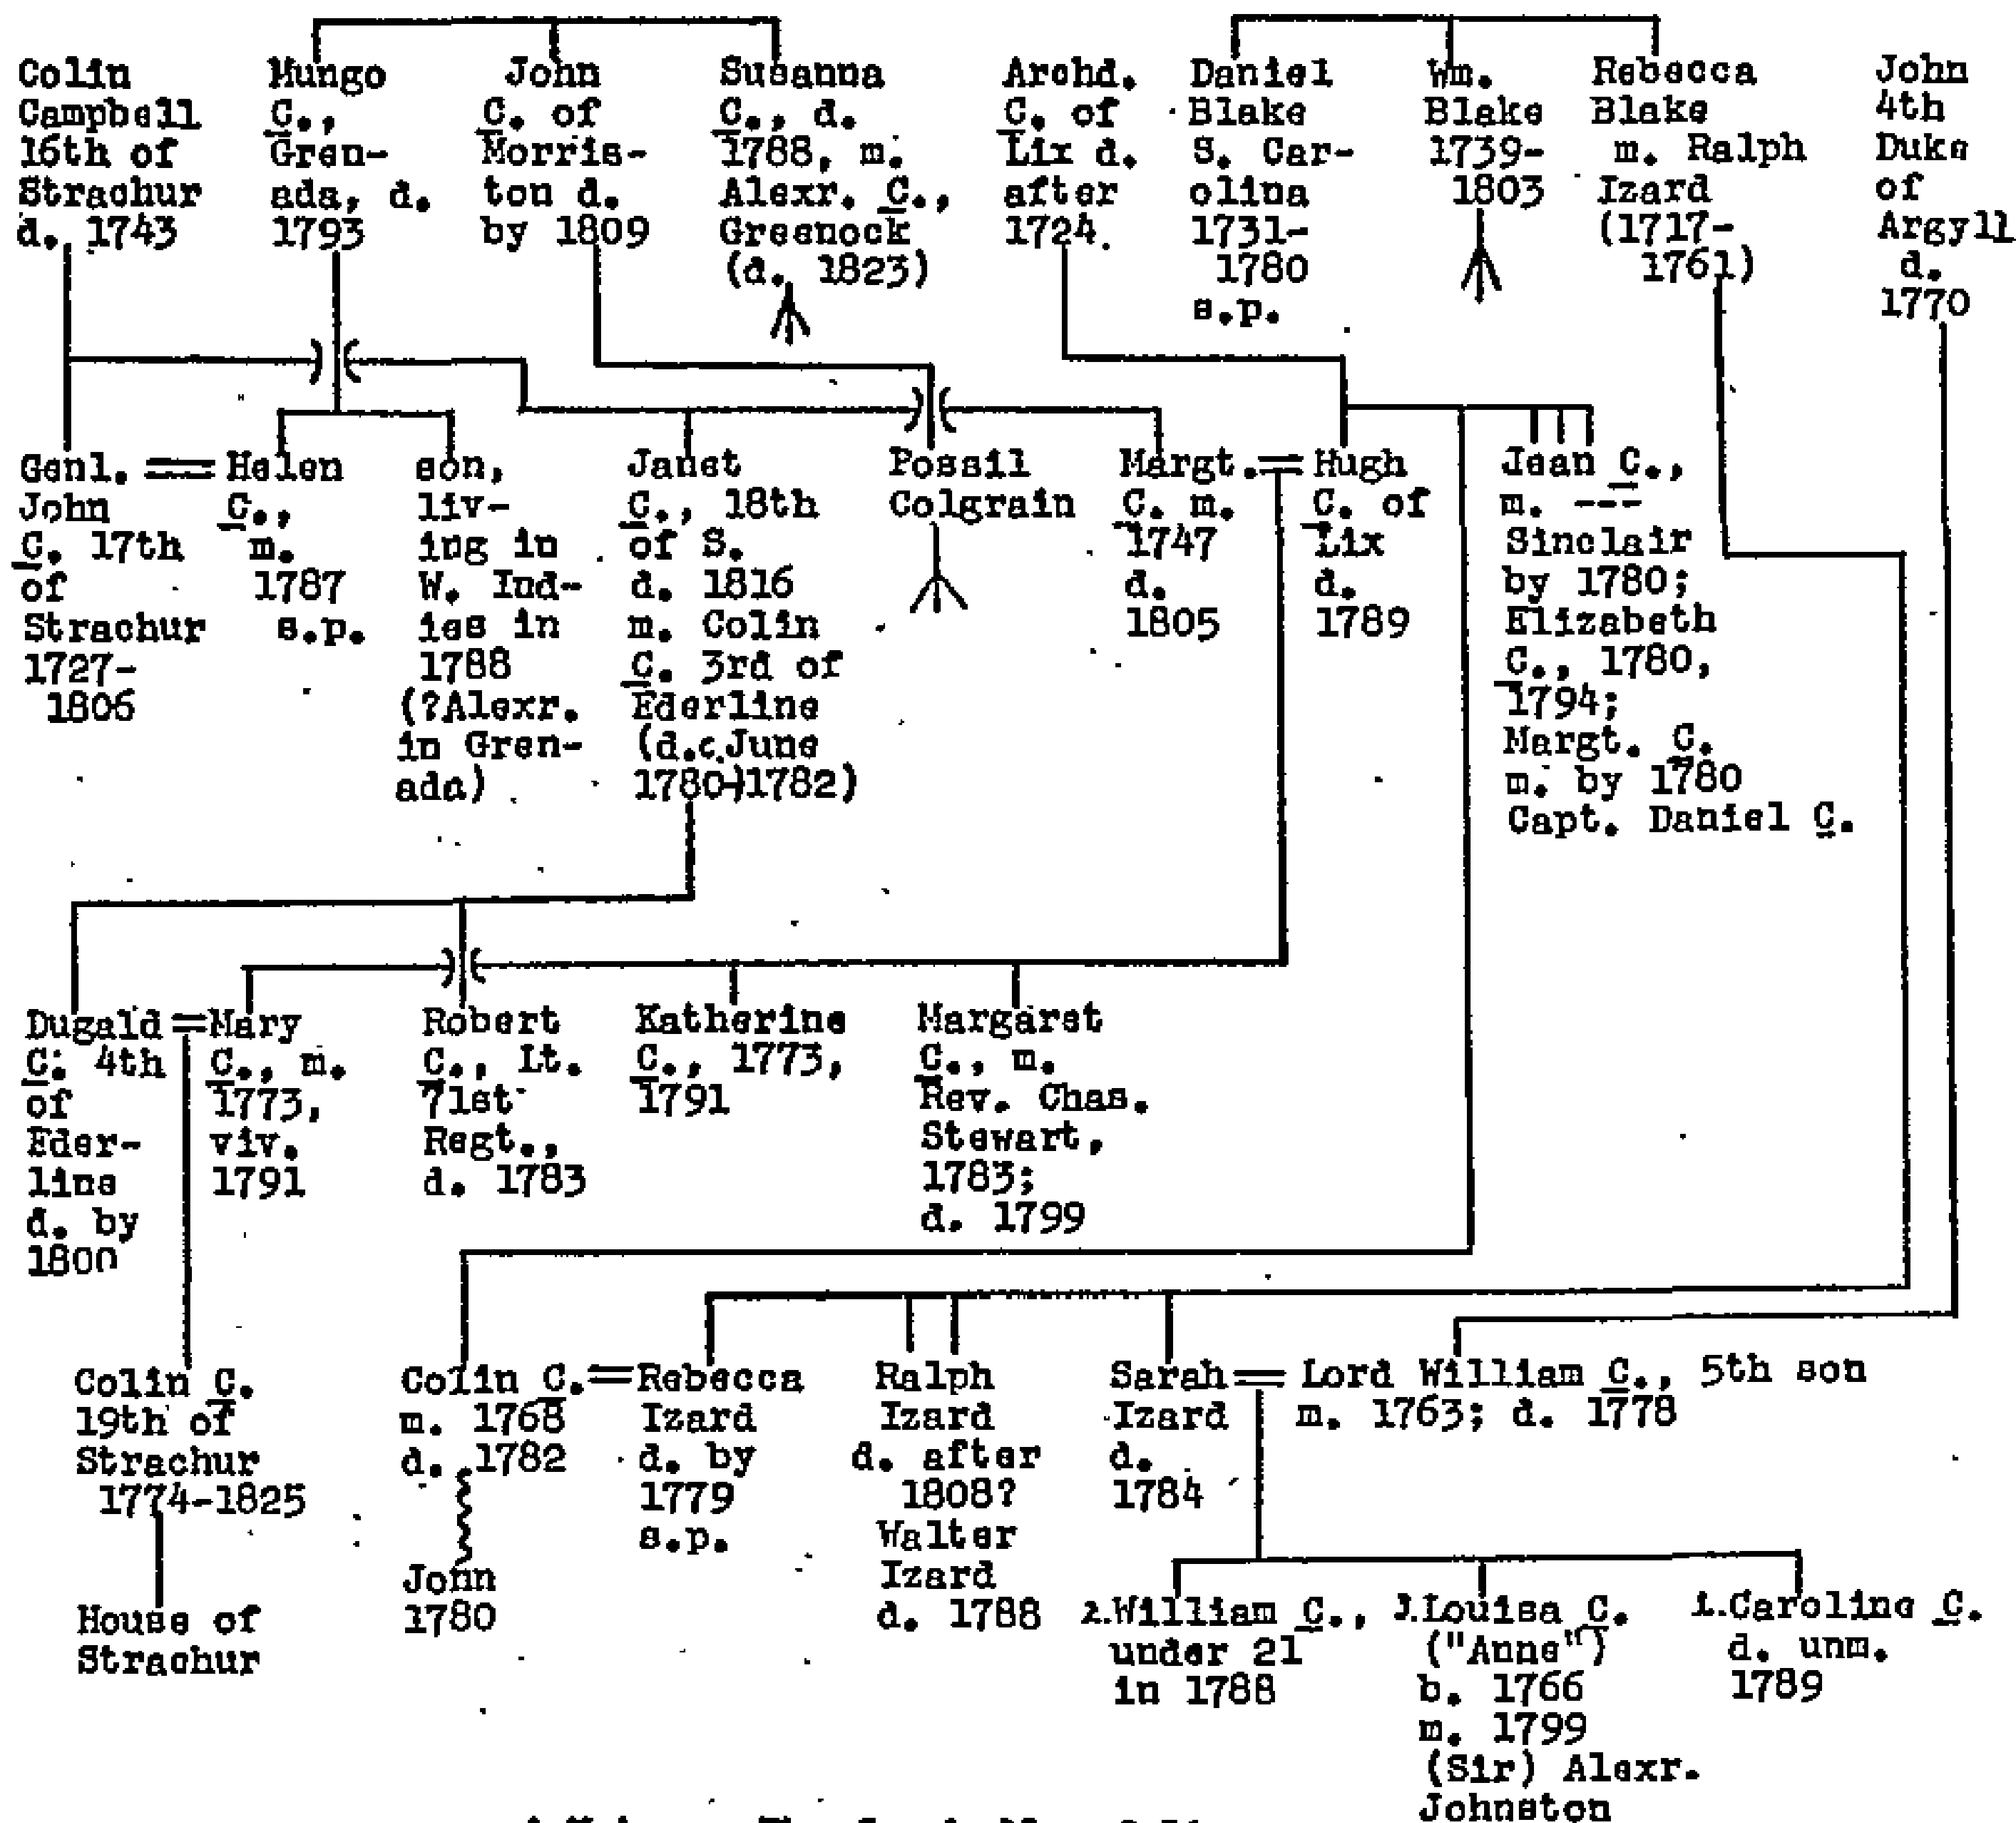 Colin
Campbell
16th of
Strachur
d. 1743
Mungo
C.,
Gren-
ada, d.
1793
John
C. of
Morris-
ton d.
by 1809
Susanna
C., d.
1788, m.
Alexr. C.,
Greenock
(d. 1823)
Archd.
C. of
Lix d.
after
1724.
Daniel
Blake
S. Car-
olina
1731-
1780
s.p.
Wm.
Blake
1739-
1803
Rebecca
Blake
m. Ralph
Izard
(1717-
1761)
John
4th
Duke
of
Argyll
d.
1770
Genl.
John
C. 17th
of
Strachur
1727-
1806
Helen
C.,
m.
1787
s.p.
son,
liv-
ing in
W. Ind-
ies in
1788
(?Alexr.
in Gren-
ada)
Janet
C., 18th
of S.
d. 1816
m. Colin
C. 3rd of
Ederline
(d.c.June
1780-1782)
Possil
Colgrain
Margt.
C. m.
1747
d.
1805
Hugh
C. of
Lix
d.
1789
Jean C.,
m. ---
Sinclair
by 1780;
Elizabeth
C., 1780,
1794;
Margt. C.
m. by 1780
Capt. Daniel C.
Dugald
C. 4th
of
Eder-
line
d. by
1800
Mary
C., m.
1773,
viv.
1791
Robert
C., Lt.
71st
Regt.,
d. 1783
Katherine
C., 1773,
1791
Margaret
C., m.
Rev. Chas.
Stewart,
1783;
d. 1799
Colin C.
19th of
Strachur
1774-1825
House of
Strachur
Colin C.
m. 1768
d. 1782
John
1780
Rebecca
Izard
d. by
1779
s.p.
Ralph
Izard
d. after
1808?
Walter
Izard
d. 1788
Sarah
Izard
d.
1784
Lord William C., 5th son
m. 1763; d. 1778
2.William C.,
under 21
in 1788
3.Louisa C.
("Anne")
b. 1766
m. 1799
(Sir) Alexr.
Johnston
1.Caroline C.
d. unm.
1789